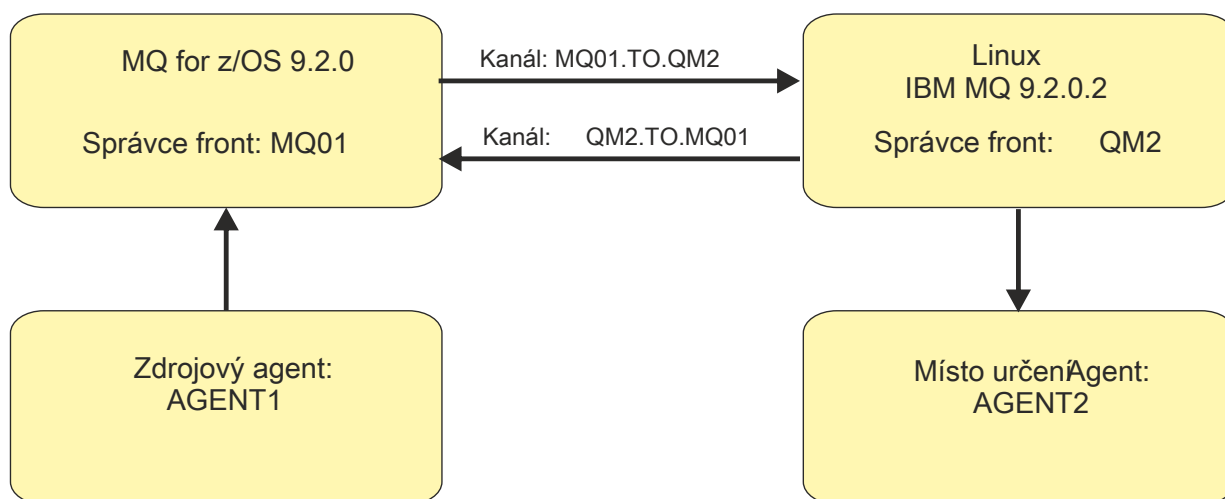 MQ for z/OS 9.2.0
Správce front: MQ01
Kanál: MQ01.TO.QM2
Kanál: QM2.TO.MQ01
Linux
IBM MQ 9.2.0.2
Správce front: QM2
Zdrojový agent:
AGENT1
Místo určeníAgent:
AGENT2